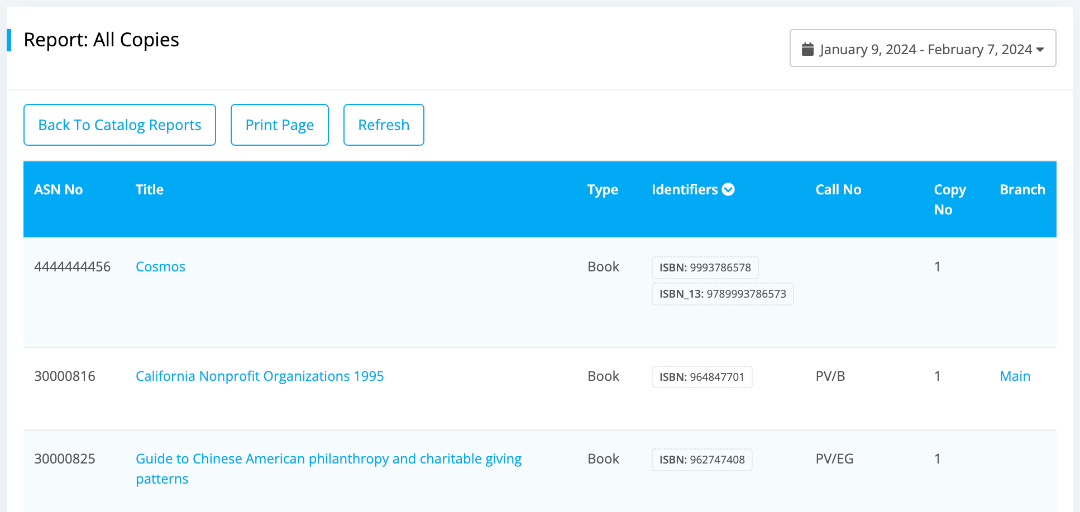 Report: All Copies
January 9, 2024 - February 7, 2024
Back To Catalog Reports Print Page Refresh
ASN No Title Type Identifiers Call No Copy No Branch
4444444456 Cosmos Book ISBN: 9993786578 1
ISBN_13: 9789993786573
30000816 California Nonprofit Organizations 1995 Book ISBN: 964847701 PV/B 1 Main
30000825 Guide to Chinese American philanthropy and charitable giving Book ISBN: 962747408 PV/EG 1
patterns